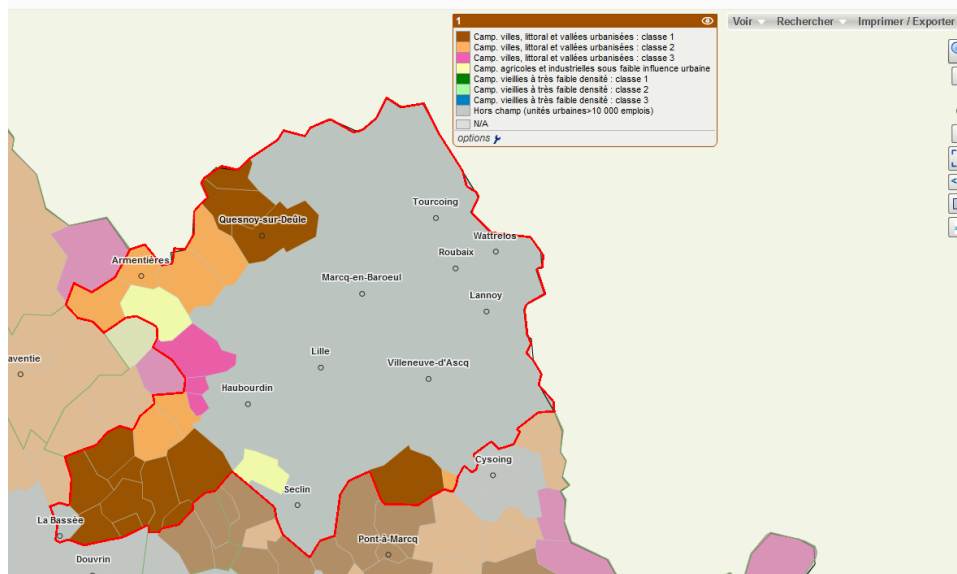 1
Voir Rechercher Imprimer / Exporter
Camp. villes, littoral et vallées urbanisées : classe 1
Camp. villes, littoral et vallées urbanisées : classe 2
Camp. villes, littoral et vallées urbanisées : classe 3
Camp. agricoles et industrielles sous faible influence urbaine
Camp. vieillies à très faible densité : classe 1
Camp. vieillies à très faible densité : classe 2
Camp. vieillies à très faible densité : classe 3
Hors champ (unités urbaines>10 000 emplois)
N/A
options
Tourcoing
Quesnoy-sur-Deûle
Wattrelos
Roubaix
Armentières
Marcq-en-Baroeul
Lannoy
Lille
aventie
Villeneuve-d'Ascq
Haubourdin
Cysoing
Seclin
La Bassée
Pont-à-Marcq
Douvrin